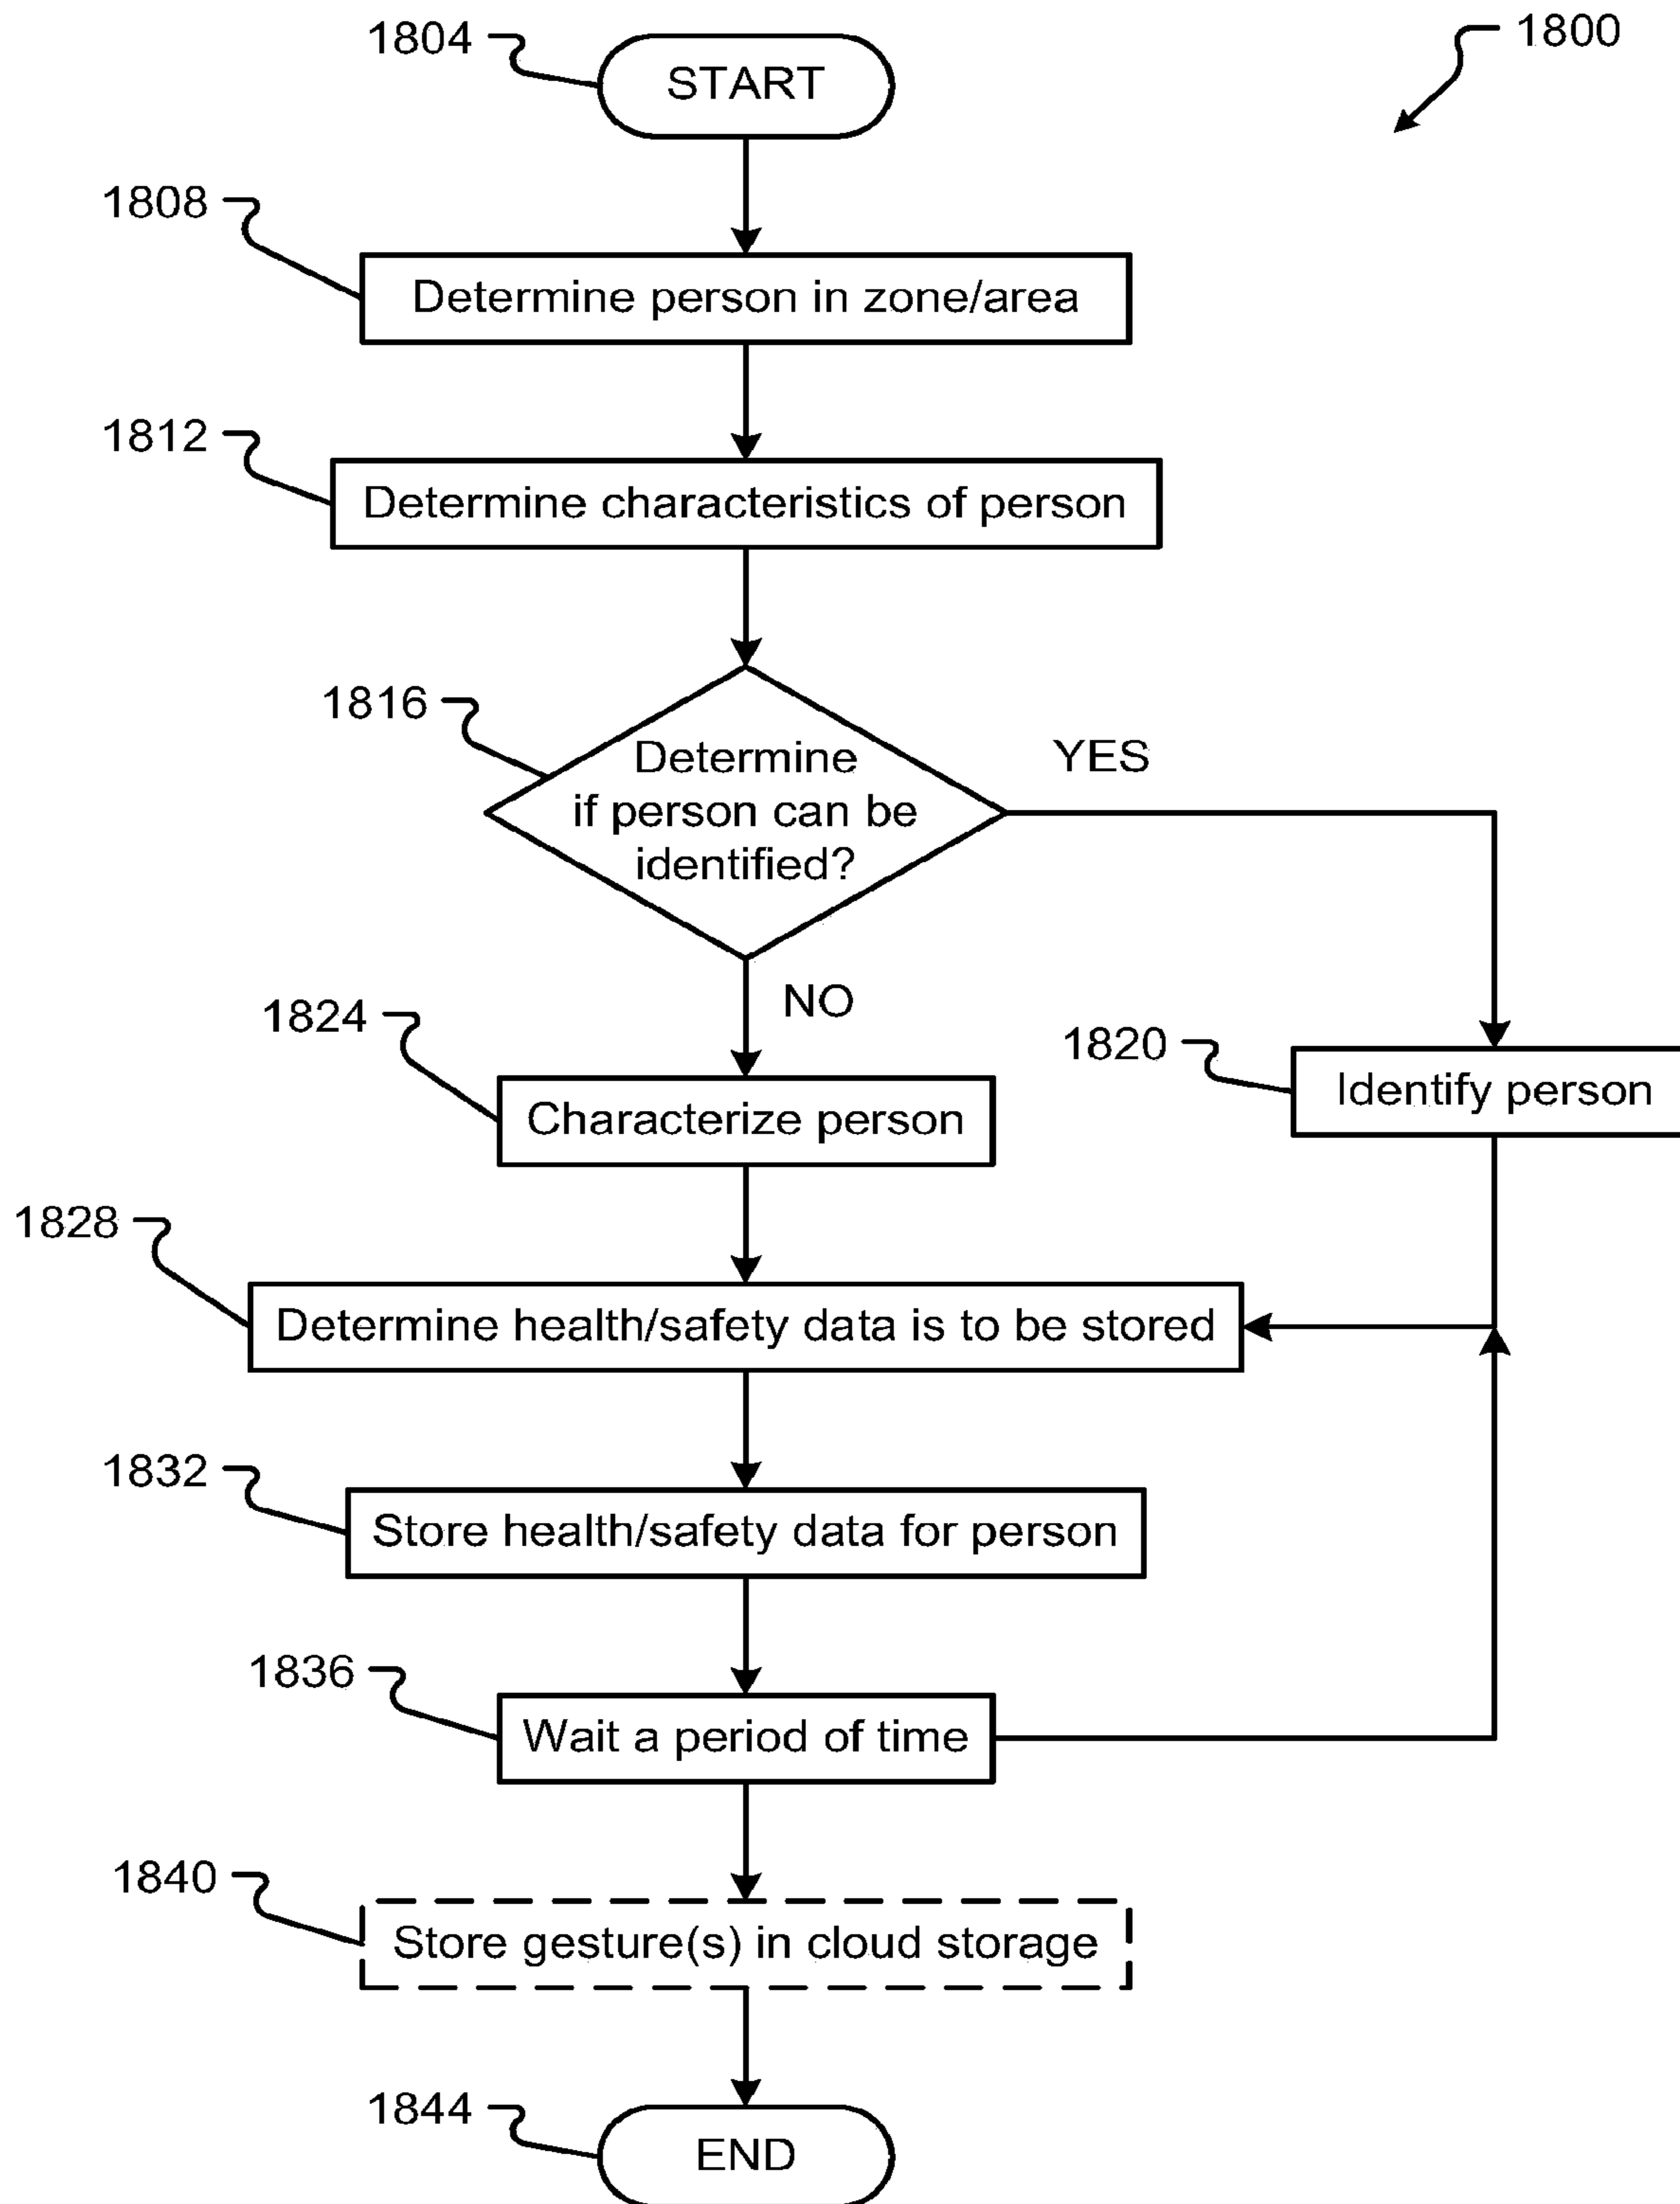 1804
START
1800
1808
Determine person in zone/area
1812
Determine characteristics of person
1816
Determine
if person can be
identified?
YES
NO
1824
Characterize person
1820
Identify person
1828
Determine health/safety data is to be stored
1832
Store health/safety data for person
1836
Wait a period of time
1840
Store gesture(s) in cloud storage
1844
END